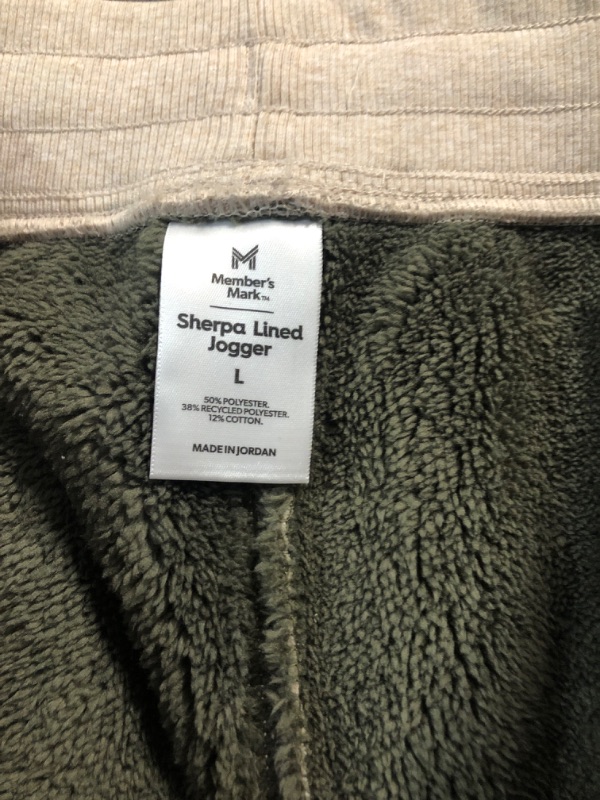 Member's
Mark™
Sherpa Lined
Jogger
L
50% POLYESTER.
38% RECYCLED POLYESTER.
12% COTTON.
MADE IN JORDAN